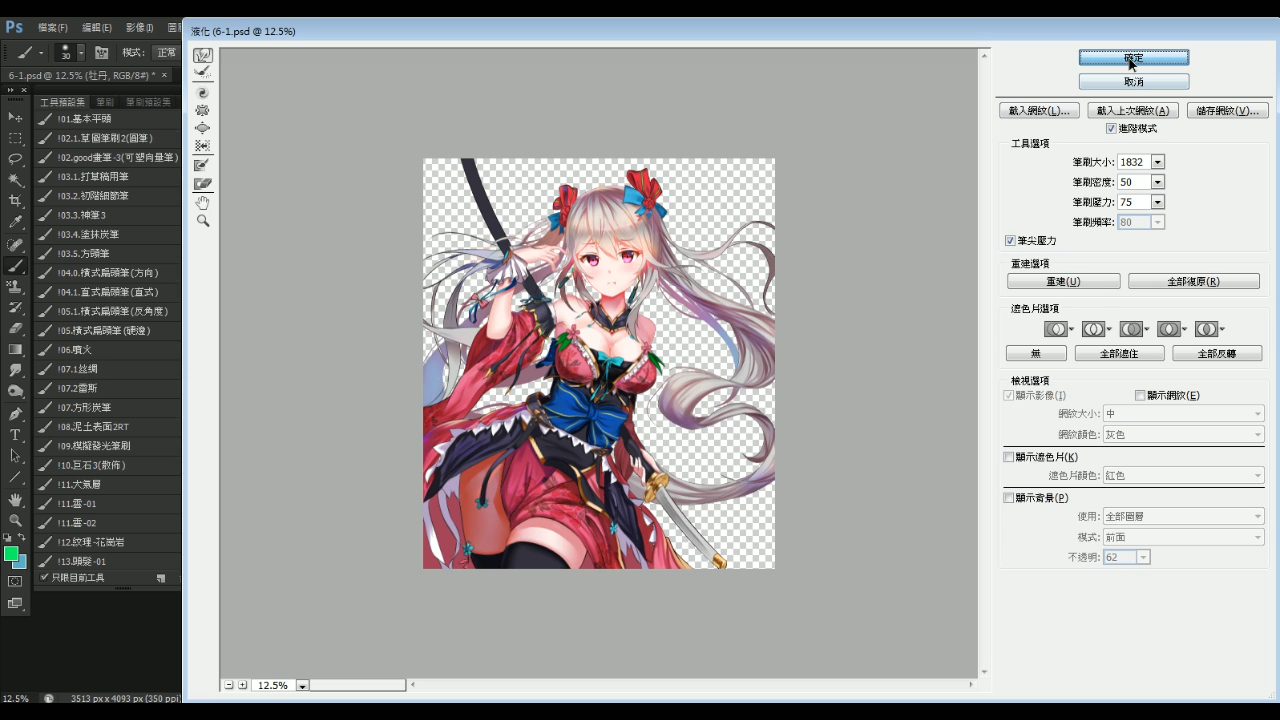 Ps 檔案(F) 編輯(E) 影像(I)
30 模式: 正常
6-1.psd @ 12.5% (牡丹, RGB/8#) * ×
工具預設集 筆刷 筆刷預設集
!01.基本平頭
!02.1.草圖筆刷2(圓筆)
!02.good畫筆-3(可塑向量筆)
!03.1.打草稿用筆
!03.2.初階細節筆
!03.3.神筆3
!03.4.塗抹炭筆
!03.5.方頭筆
!04.0.橫式扁頭筆(方向)
!04.1.直式扁頭筆(直式)
!05.1.橫式扁頭筆(反角度)
!05.橫式扁頭筆(硬邊)
!06.噴火
!07.1絲綢
!07.2雷斯
!07.方形炭筆
!08.泥土表面2RT
!09.模擬發光筆刷
!10.巨石3(散佈)
!11.大氣層
!11.雲-01
!11.雲-02
!12.紋理-花崗岩
!13.頭髮-01
只限目前工具
12.5% 3513 px x 4093 px (350 ppi)
液化 (6-1.psd @ 12.5%)
12.5%
確定
取消
載入網紋(L)... 載入上次網紋(A) 儲存網紋(V)...
進階模式
工具選項
筆刷大小: 1832
筆刷密度: 50
筆刷壓力: 75
筆刷頻率: 80
筆尖壓力
重建選項
重建(U) 全部復原(R)
遮色片選項
無 全部遮住 全部反轉
檢視選項
顯示影像(I) 顯示網紋(E)
網紋大小: 中
網紋顏色: 灰色
顯示遮色片(K)
遮色片顏色: 紅色
顯示背景(P)
使用: 全部圖層
模式: 前面
不透明: 62